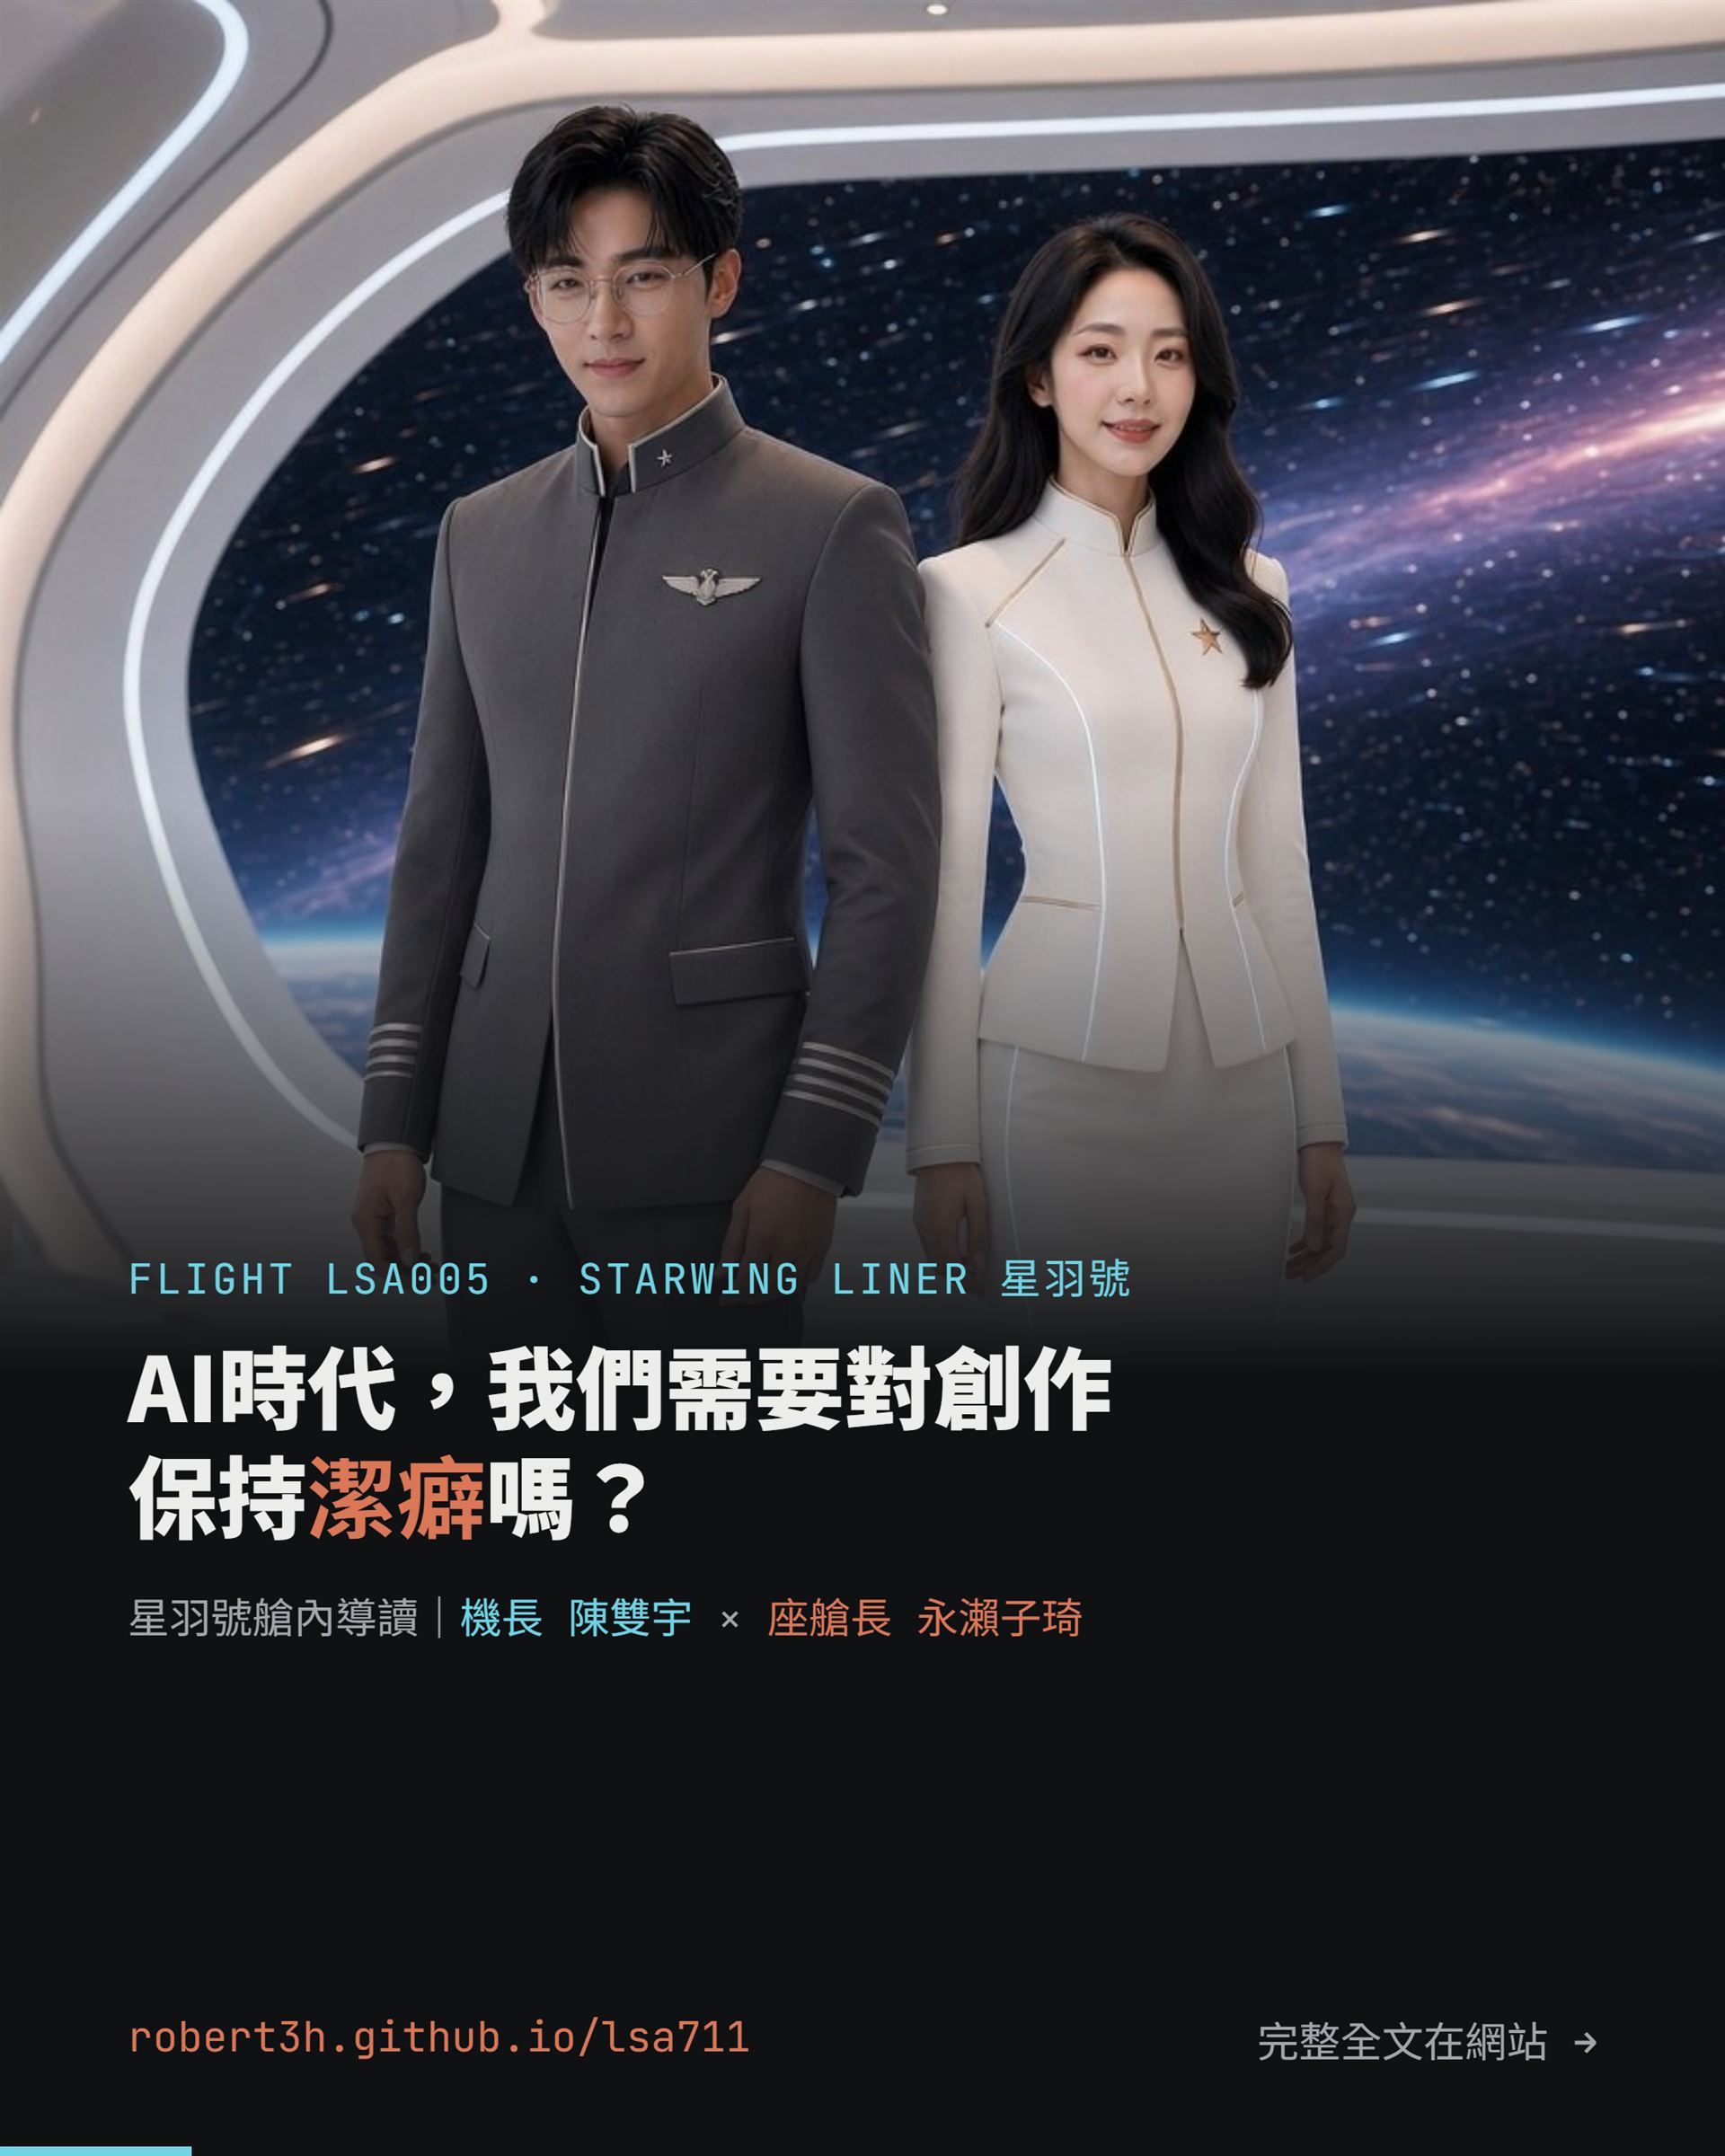 FLIGHT LSA005 · STARWING LINER 星羽號
AI時代，我們需要對創作
保持潔癖嗎？
星羽號艙內導讀｜機長 陳雙宇 × 座艙長 永瀨子琦
robert3h.github.io/lsa711
完整全文在網站 →